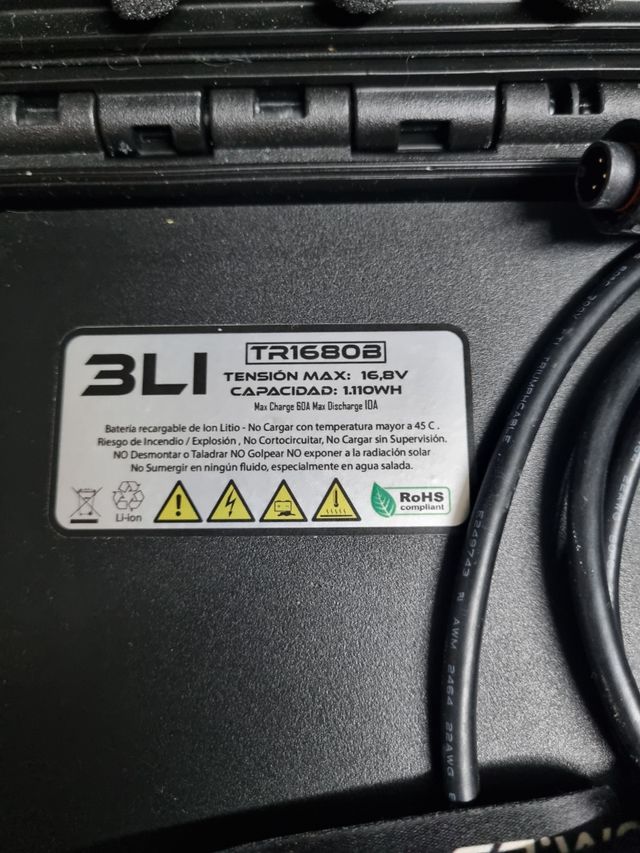 3LI
TR1680B
TENSIÓN MAX: 16,8V
CAPACIDAD: 1.110WH
Max Charge 60A Max Discharge 10A
Batería recargable de Ion Litio - No Cargar con temperatura mayor a 45 C .
Riesgo de Incendio / Explosión , No Cortocircuitar, No Cargar sin Supervisión.
NO Desmontar o Taladrar NO Golpear NO exponer a la radiación solar
No Sumergir en ningún fluido, especialmente en agua salada.
Li-ion
RoHS
compliant
300V
TRIUMPHCABLE
E249743
AWM 2464 22AWG